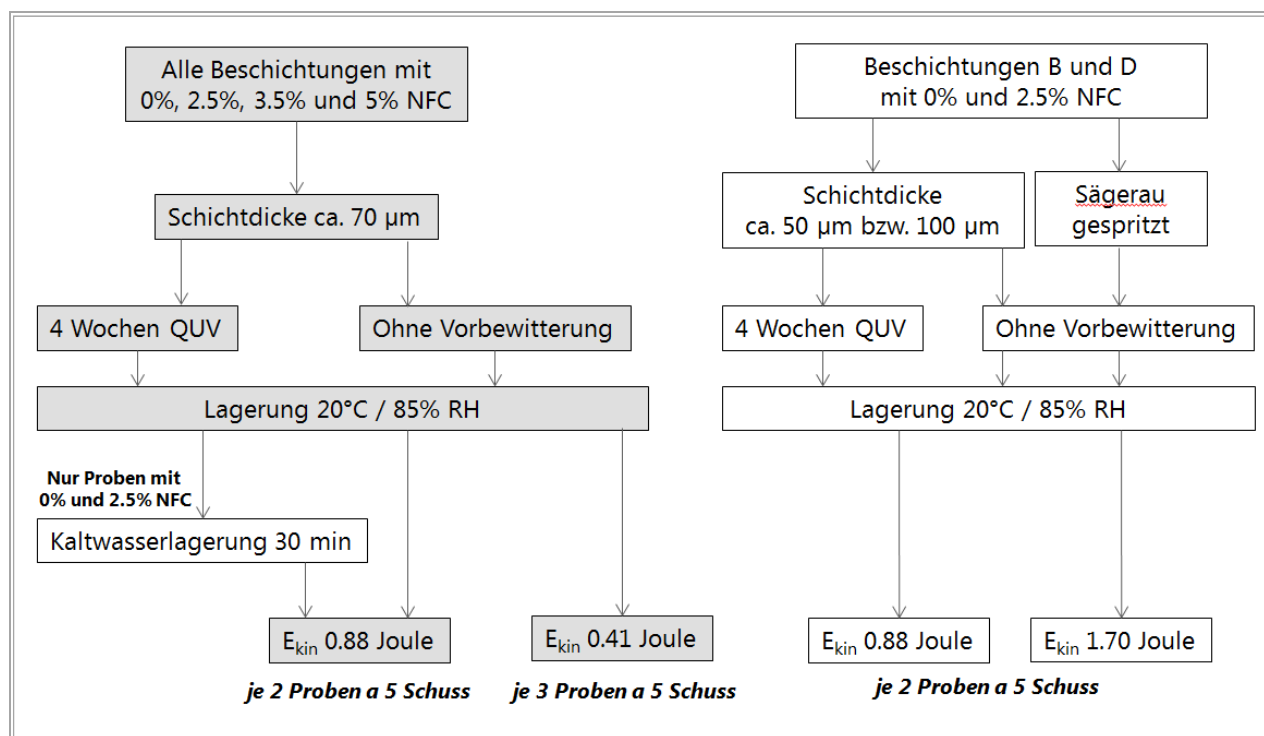 Alle Beschichtungen mit
0%, 2.5%, 3.5% und 5% NFC
Schichtdicke ca. 70 µm
4 Wochen QUV
Ohne Vorbewitterung
Lagerung 20°C / 85% RH
Nur Proben mit
0% und 2.5% NFC
Kaltwasserlagerung 30 min
Ekin 0.88 Joule
Ekin 0.41 Joule
je 2 Proben a 5 Schuss
je 3 Proben a 5 Schuss
Beschichtungen B und D
mit 0% und 2.5% NFC
Schichtdicke
ca. 50 µm bzw. 100 µm
Sägerau
gespritzt
4 Wochen QUV
Ohne Vorbewitterung
Lagerung 20°C / 85% RH
Ekin 0.88 Joule
Ekin 1.70 Joule
je 2 Proben a 5 Schuss